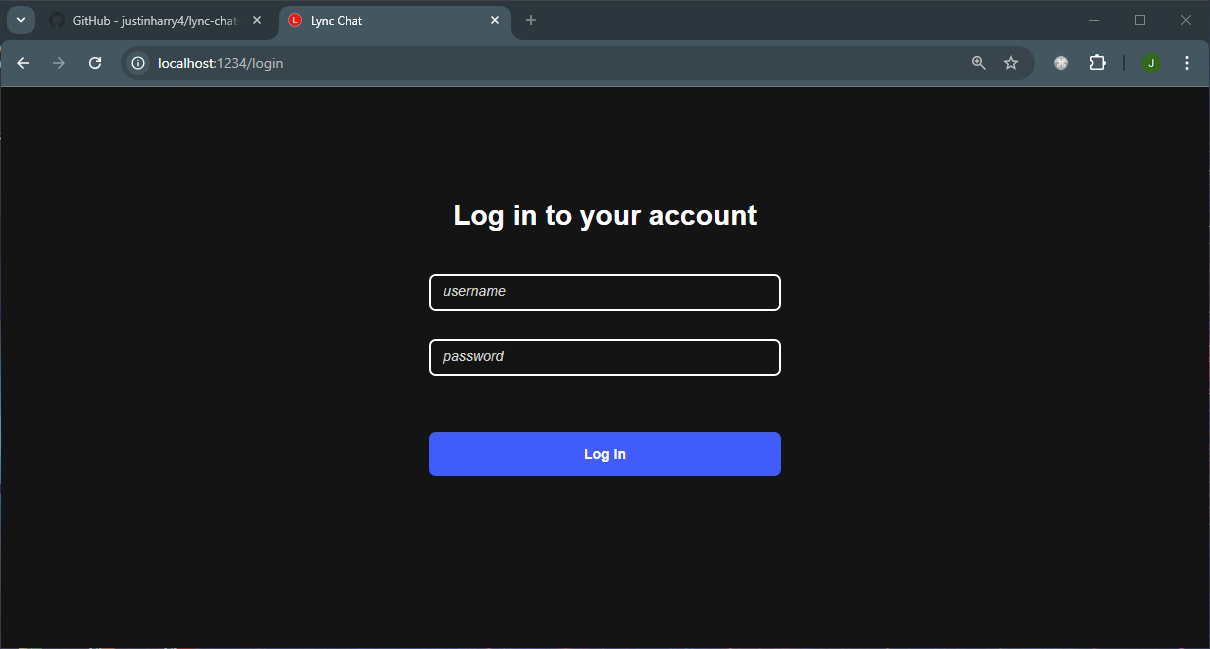 GitHub - justinharry4/lync-chat
L Lync Chat
localhost:1234/login
J
Log in to your account
username
password
Log In